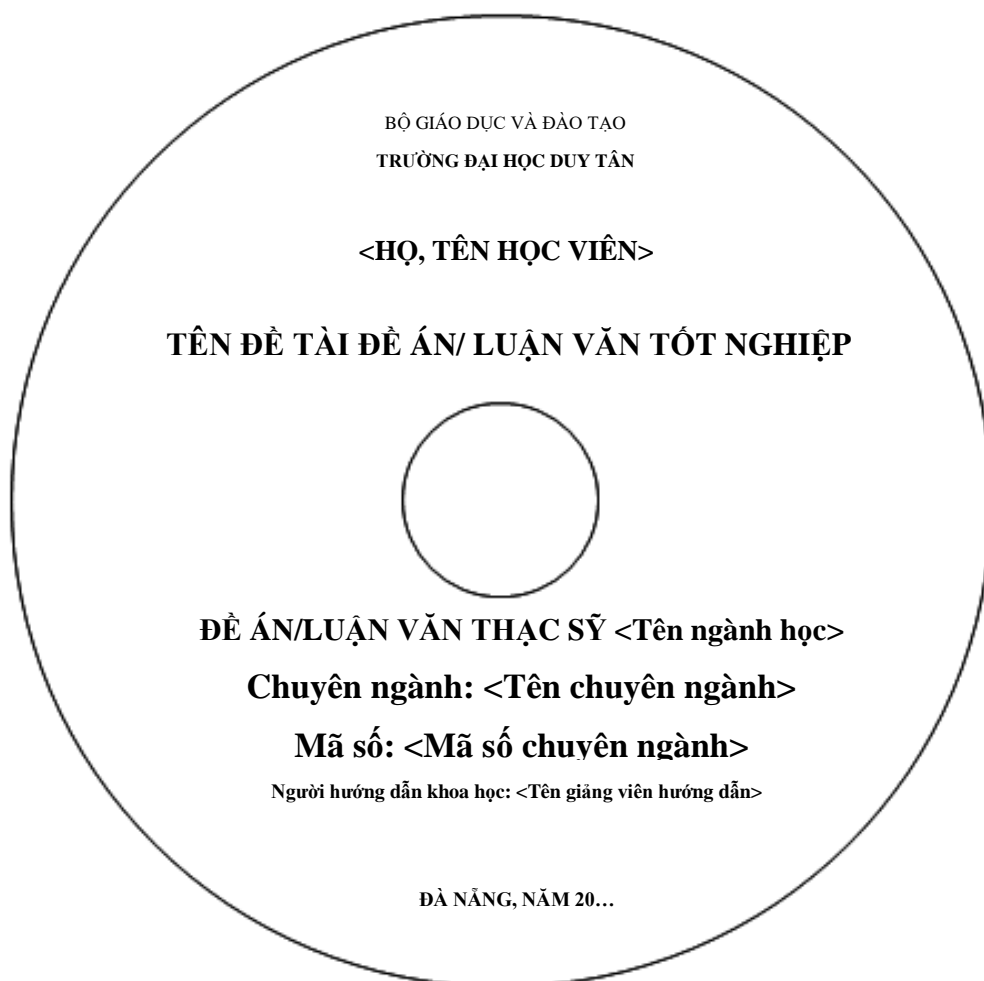 BỘ GIÁO DỤC VÀ ĐÀO TẠO
TRƯỜNG ĐẠI HỌC DUY TÂN
<HỌ, TÊN HỌC VIÊN>
TÊN ĐỀ TÀI ĐỀ ÁN/ LUẬN VĂN TỐT NGHIỆP
ĐỀ ÁN/LUẬN VĂN THẠC SỸ <Tên ngành học>
Chuyên ngành: <Tên chuyên ngành>
Mã số: <Mã số chuyên ngành>
Người hướng dẫn khoa học: <Tên giảng viên hướng dẫn>
ĐÀ NẴNG, NĂM 20…